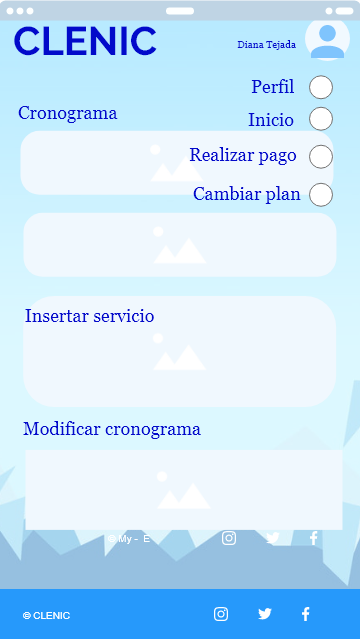 CLENIC
Diana Tejada
Perfil
Cronograma
Inicio
Realizar pago
Cambiar plan
Insertar servicio
Modificar cronograma
© My - E
© CLENIC